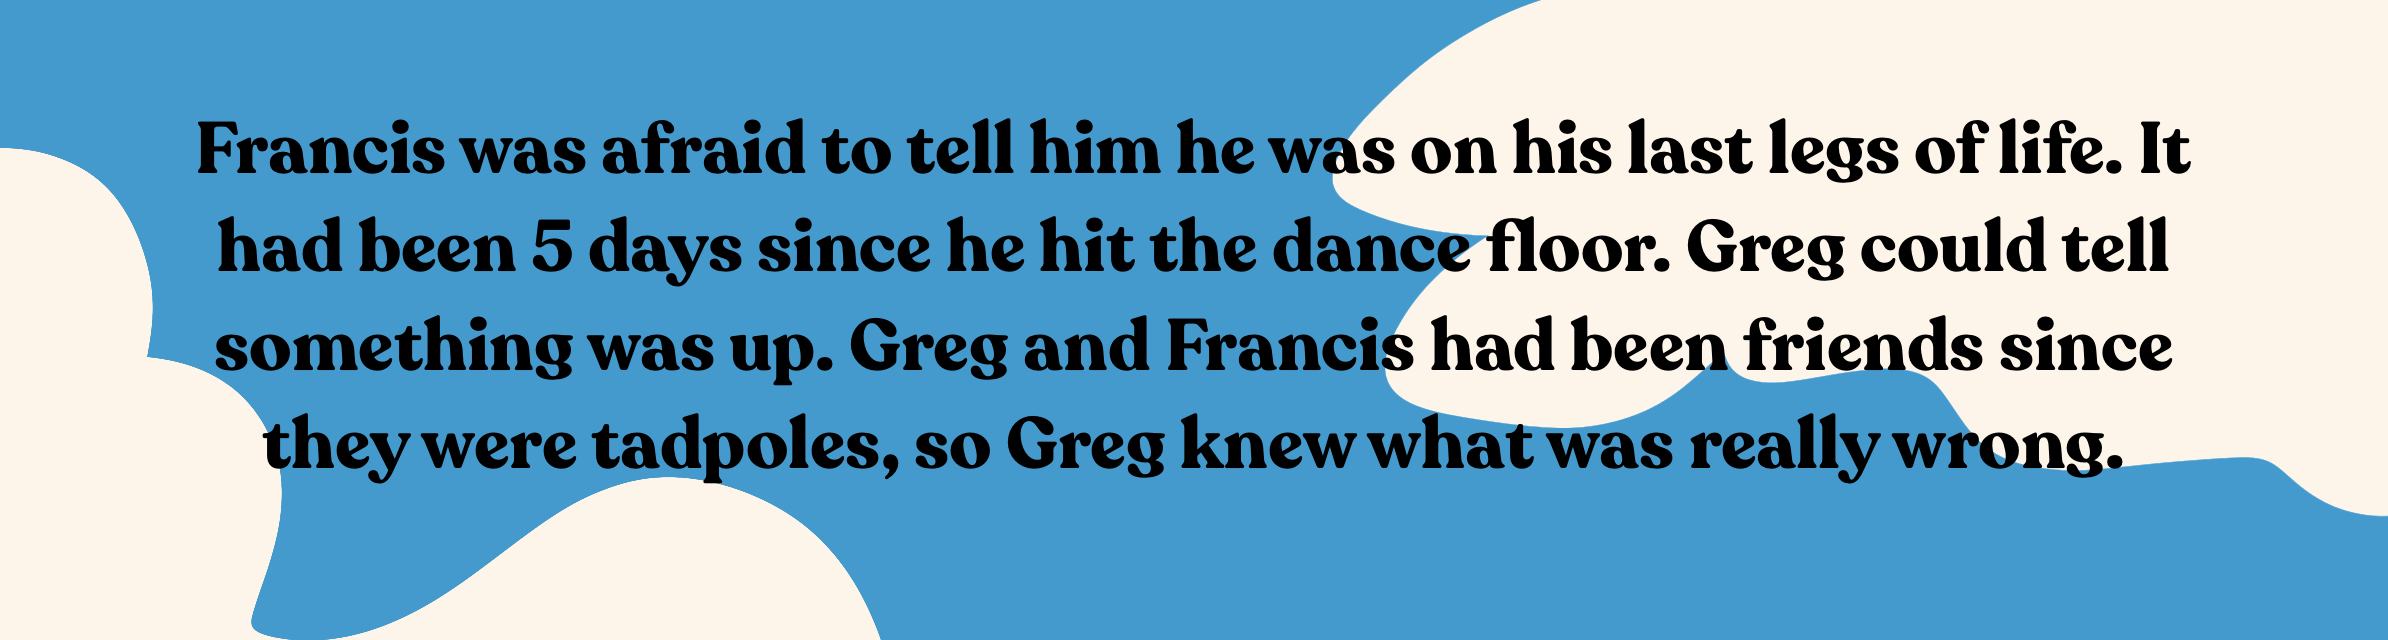 Francis was afraid to tell him he was on his last legs of life. It
had been 5 days since he hit the dance floor. Greg could tell
something was up. Greg and Francis had been friends since
they were tadpoles, so Greg knew what was really wrong.